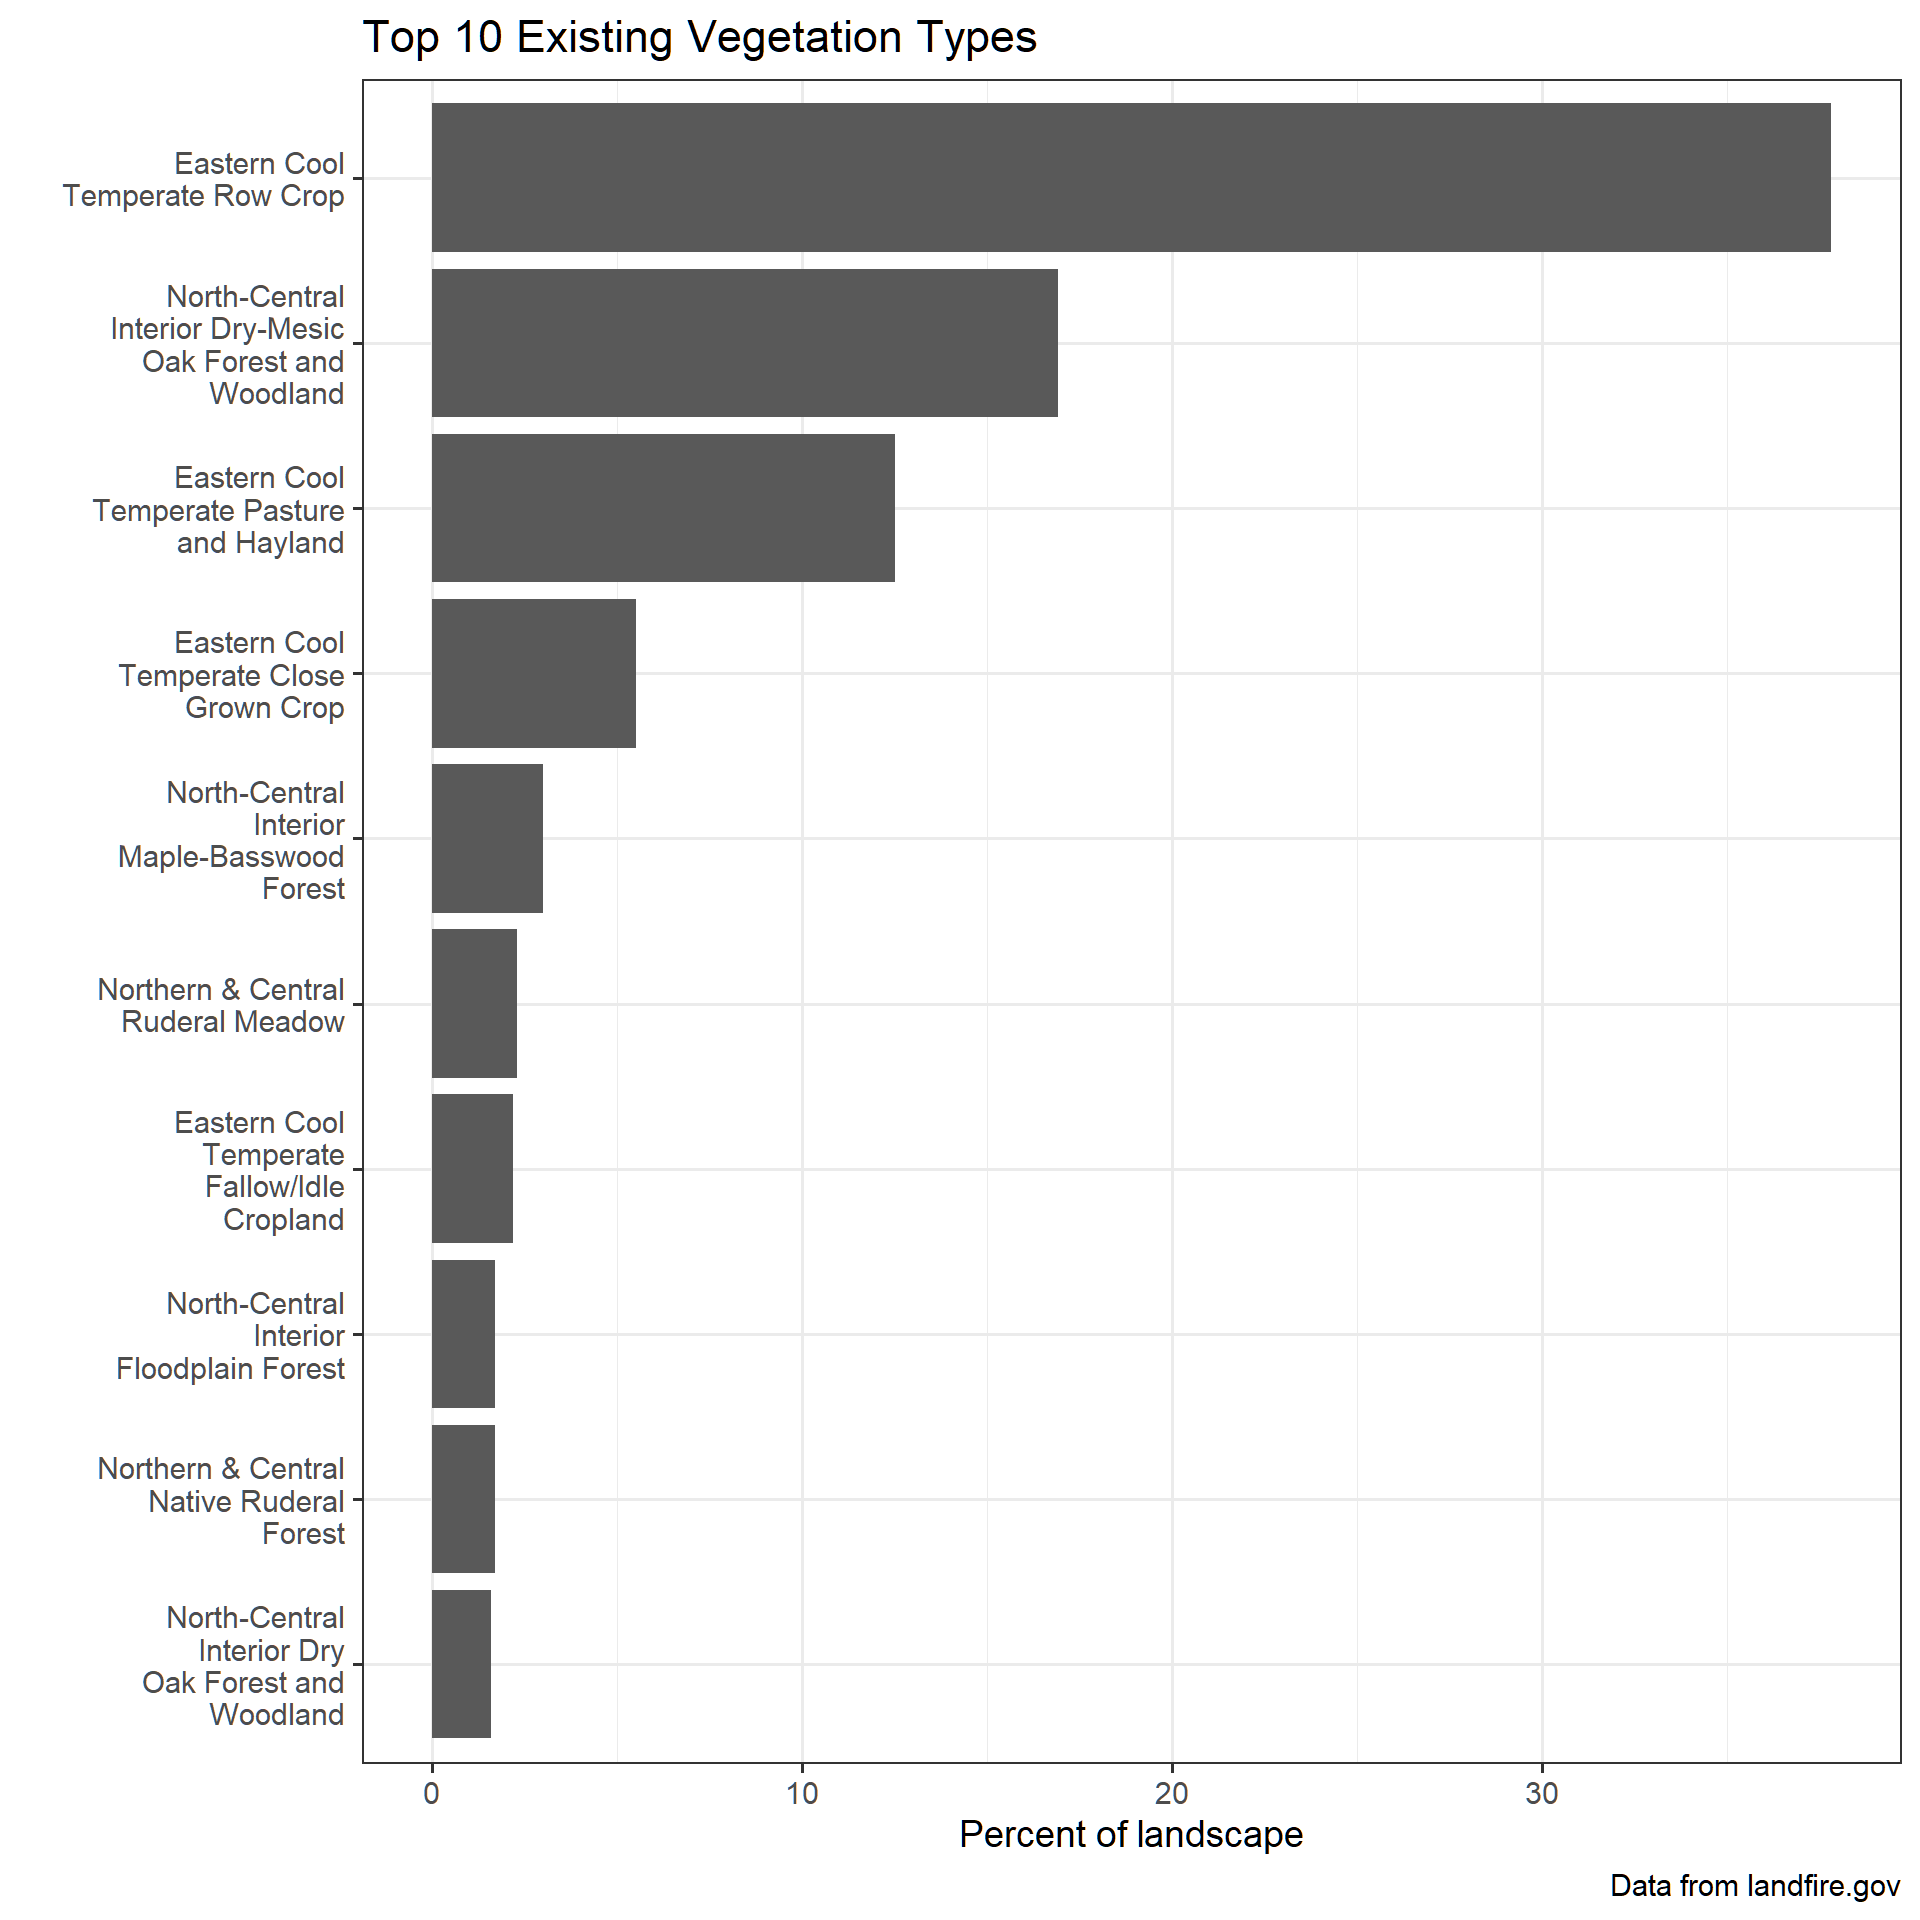 Top 10 Existing Vegetation Types
Eastern Cool
Temperate Row Crop
North-Central
Interior Dry-Mesic
Oak Forest and
Woodland
Eastern Cool
Temperate Pasture
and Hayland
Eastern Cool
Temperate Close
Grown Crop
North-Central
Interior
Maple-Basswood
Forest
Northern & Central
Ruderal Meadow
Eastern Cool
Temperate
Fallow/Idle
Cropland
North-Central
Interior
Floodplain Forest
Northern & Central
Native Ruderal
Forest
North-Central
Interior Dry
Oak Forest and
Woodland
0 10 20 30
Percent of landscape
Data from landfire.gov